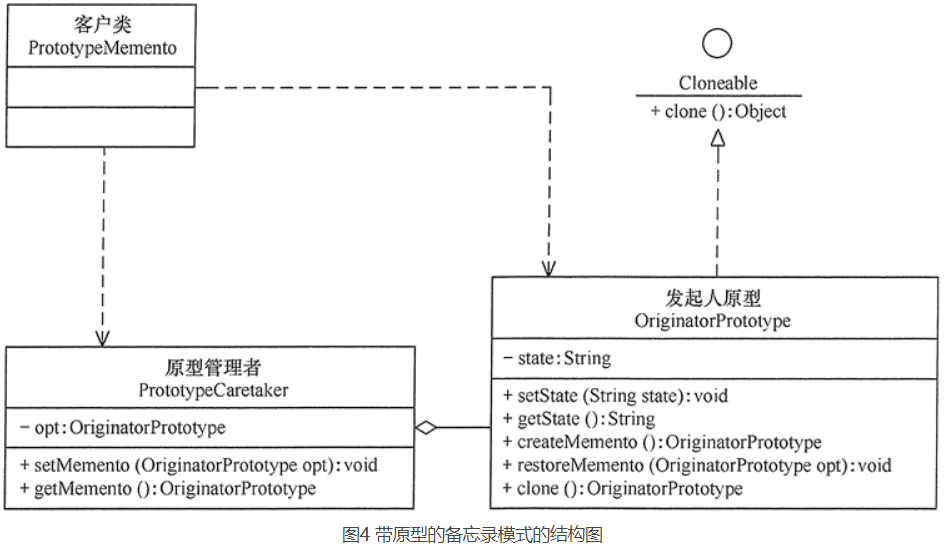 客户类
PrototypeMemento
Cloneable
+ clone ():Object
发起人原型
OriginatorPrototype
− state:String
+ setState (String state):void
+ getState ():String
+ createMemento ():OriginatorPrototype
+ restoreMemento (OriginatorPrototype opt):void
+ clone ():OriginatorPrototype
原型管理者
PrototypeCaretaker
− opt:OriginatorPrototype
+ setMemento (OriginatorPrototype opt):void
+ getMemento ():OriginatorPrototype
图4 带原型的备忘录模式的结构图